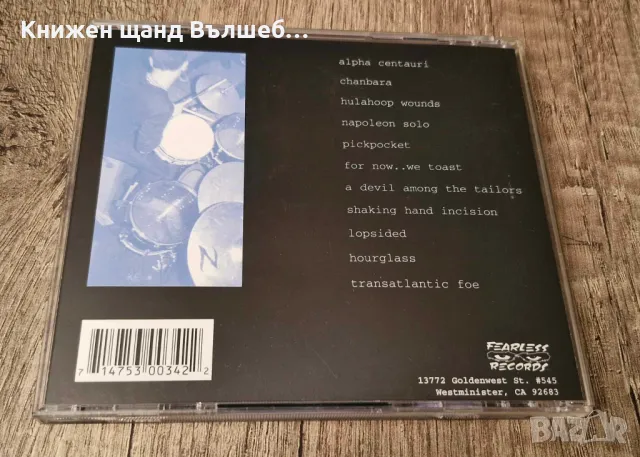 Книжен щанд Вълшеб...
alpha centauri
chanbara
hulahoop wounds
napoleon solo
pickpocket
for now..we toast
a devil among the tailors
shaking hand incision
lopsided
hourglass
transatlantic foe
N
7 14753 00342 2
FEARLESS
RECORDS
13772 Goldenwest St. #545
Westminister, CA 92683
bazar